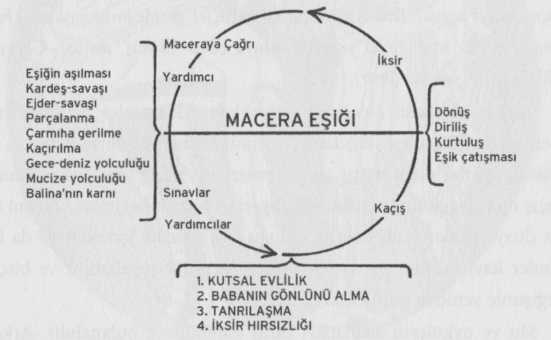 Maceraya Çağrı
İksir
Yardımcı
Eşiğin aşılması
Kardeş-savaşı
Ejder-savaşı
Parçalanma
Çarmıha gerilme
Kaçırılma
Gece-deniz yolculuğu
Mucize yolculuğu
Balina'nın karnı
MACERA EŞİĞİ
Dönüş
Diriliş
Kurtuluş
Eşik çatışması
Sınavlar
Kaçış
Yardımcılar
1. KUTSAL EVLİLİK
2. BABANIN GÖNLÜNÜ ALMA
3. TANRILAŞMA
4. İKSİR HIRSIZLIĞI